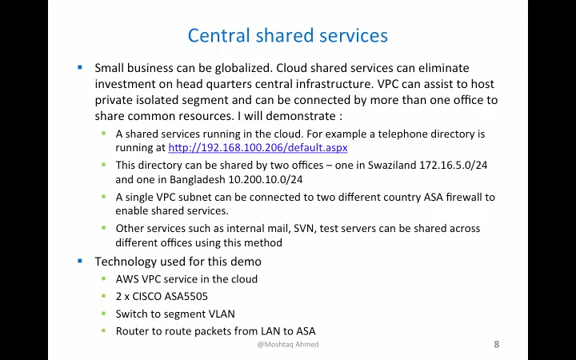 Central shared services
Small business can be globalized. Cloud shared services can eliminate
investment on head quarters central infrastructure. VPC can assist to host
private isolated segment and can be connected by more than one office to
share common resources. I will demonstrate :
A shared services running in the cloud. For example a telephone directory is
running at http://192.168.100.206/default.aspx
This directory can be shared by two offices – one in Swaziland 172.16.5.0/24
and one in Bangladesh 10.200.10.0/24
A single VPC subnet can be connected to two different country ASA firewall to
enable shared services.
Other services such as internal mail, SVN, test servers can be shared across
different offices using this method
Technology used for this demo
AWS VPC service in the cloud
2 x CISCO ASA5505
Switch to segment VLAN
Router to route packets from LAN to ASA
@Moshtaq Ahmed
8